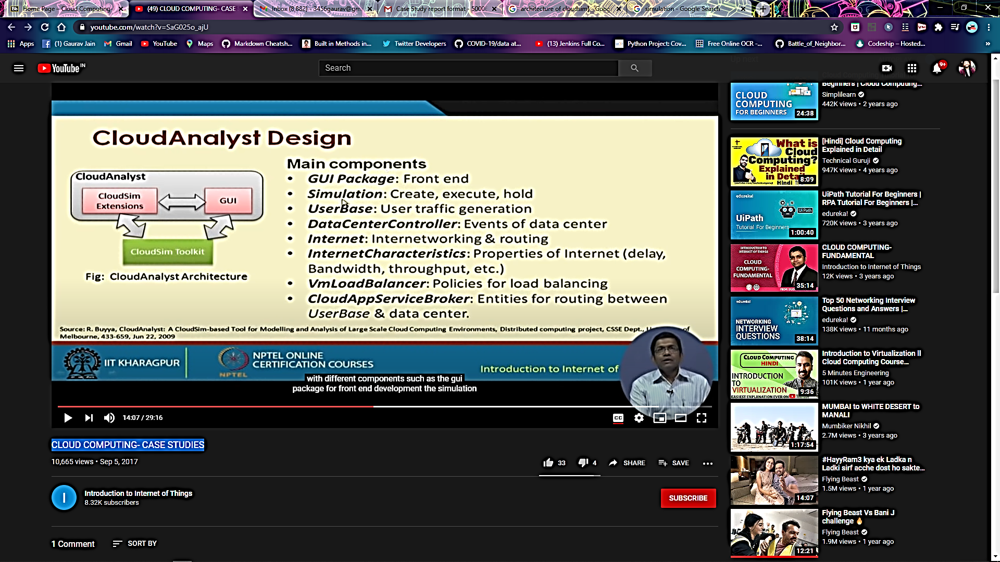 Home Page – Cloud Computing-
(49) CLOUD COMPUTING- CASE
Inbox (8,882) - 3456gaurav@gm
Case Study report format - 5000
architecture of cloudsim] - Goog
simulation - Google Search
youtube.com/watch?v=SaG025o_ajU
Apps
(1) Gaurav Jain
Gmail
YouTube
Maps
Markdown Cheatsh...
Built in Methods in...
Twitter Developers
COVID-19/data at...
(13) Jenkins Full Co...
Python Project: Cov...
Free Online OCR -...
Battle_of_Neighbor...
Codeship – Hosted...
YouTube IN
Search
9+
CloudAnalyst Design
CloudAnalyst
CloudSim
Extensions
GUI
CloudSim Toolkit
Fig: CloudAnalyst Architecture
Main components
• GUI Package: Front end
• Simulation: Create, execute, hold
• UserBase: User traffic generation
• DataCenterController: Events of data center
• Internet: Internetworking & routing
• InternetCharacteristics: Properties of Internet (delay,
Bandwidth, throughput, etc.)
• VmLoadBalancer: Policies for load balancing
• CloudAppServiceBroker: Entities for routing between
UserBase & data center.
Source: R. Buyya, CloudAnalyst: A CloudSim-based Tool for Modelling and Analysis of Large Scale Cloud Computing Environments, Distributed computing project, CSSE Dept., of
Melbourne, 433-659, Jun 22, 2009
IIT KHARAGPUR
NPTEL
NPTEL ONLINE
CERTIFICATION COURSES
Introduction to Internet of
with different components such as the gui
package for front end development the simulation
14:07 / 29:16
CC
CLOUD COMPUTING- CASE STUDIES
10,665 views • Sep 5, 2017
33
4
SHARE
SAVE
I
Introduction to Internet of Things
8.32K subscribers
SUBSCRIBE
1 Comment
SORT BY
Up next
CLOUD
COMPUTING
FOR BEGINNERS
24:38
Beginners | Cloud Computing...
Simplilearn
442K views • 2 years ago
What is
Cloud
Computing?
Explained
in Detail
Hindi
8:09
[Hindi] Cloud Computing
Explained in Detail
Technical Guruji
947K views • 4 years ago
edureka!
UiPath
Tutorial For Beginners
Ui Path
1:00:40
UiPath Tutorial For Beginners |
RPA Tutorial For Beginners |...
edureka!
720K views • 3 years ago
INTRODUCTION TO
INTERNET OF THINGS
CLOUD
COMPUTING-
FUNDAMENTAL
35:14
CLOUD COMPUTING-
FUNDAMENTAL
Introduction to Internet of Things
12K views • 3 years ago
edureka!
NETWORKING
INTERVIEW
QUESTIONS
38:14
Top 50 Networking Interview
Questions and Answers |...
edureka!
138K views • 11 months ago
CLOUD COMPUTING
HINDI
INTRODUCTION
TO
VIRTUALIZATION
EASIEST EXPLANATION EVER ON
9:36
Introduction to Virtualization ll
Cloud Computing Course...
5 Minutes Engineering
101K views • 1 year ago
1:17:54
MUMBAI to WHITE DESERT to
MANALI
Mumbiker Nikhil
2.7M views • 3 years ago
14:07
#HayyRam3 kya ek Ladka n
Ladki sirf acche dost ho sakte...
Flying Beast
1.5M views • 1 year ago
12:21
Flying Beast Vs Bani J
challenge 🔥
Flying Beast
1.9M views • 1 year ago